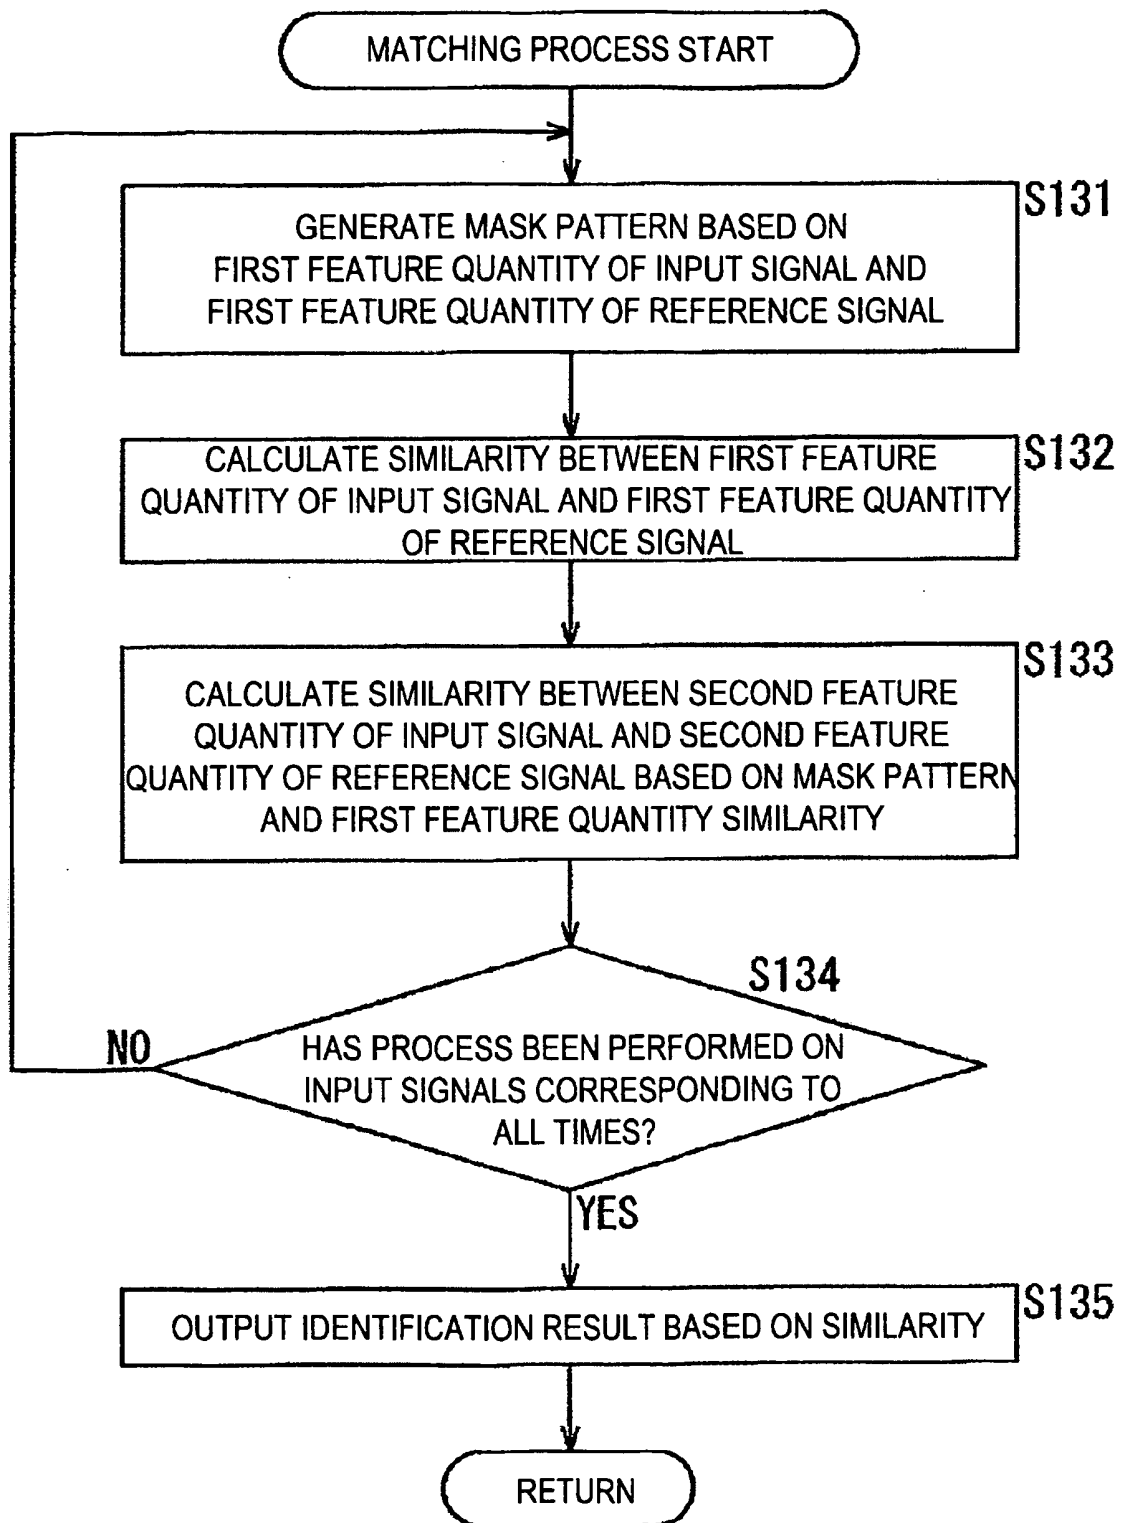 MATCHING PROCESS START
S131
GENERATE MASK PATTERN BASED ON
FIRST FEATURE QUANTITY OF INPUT SIGNAL AND
FIRST FEATURE QUANTITY OF REFERENCE SIGNAL
S132
CALCULATE SIMILARITY BETWEEN FIRST FEATURE
QUANTITY OF INPUT SIGNAL AND FIRST FEATURE QUANTITY
OF REFERENCE SIGNAL
S133
CALCULATE SIMILARITY BETWEEN SECOND FEATURE
QUANTITY OF INPUT SIGNAL AND SECOND FEATURE
QUANTITY OF REFERENCE SIGNAL BASED ON MASK PATTERN
AND FIRST FEATURE QUANTITY SIMILARITY
S134
NO
HAS PROCESS BEEN PERFORMED ON
INPUT SIGNALS CORRESPONDING TO
ALL TIMES?
YES
S135
OUTPUT IDENTIFICATION RESULT BASED ON SIMILARITY
RETURN